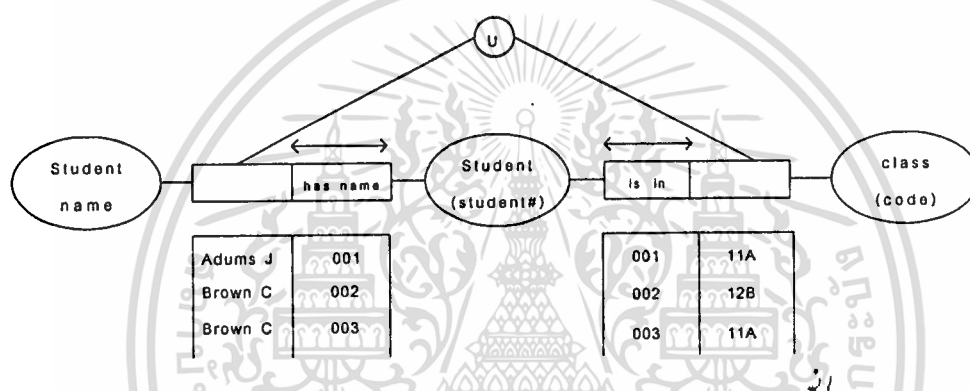 U
Student
name
has name
Student
(student#)
is in
class
(code)
Adums J 001
Brown C 002
Brown C 003
001 11A
002 12B
003 11A